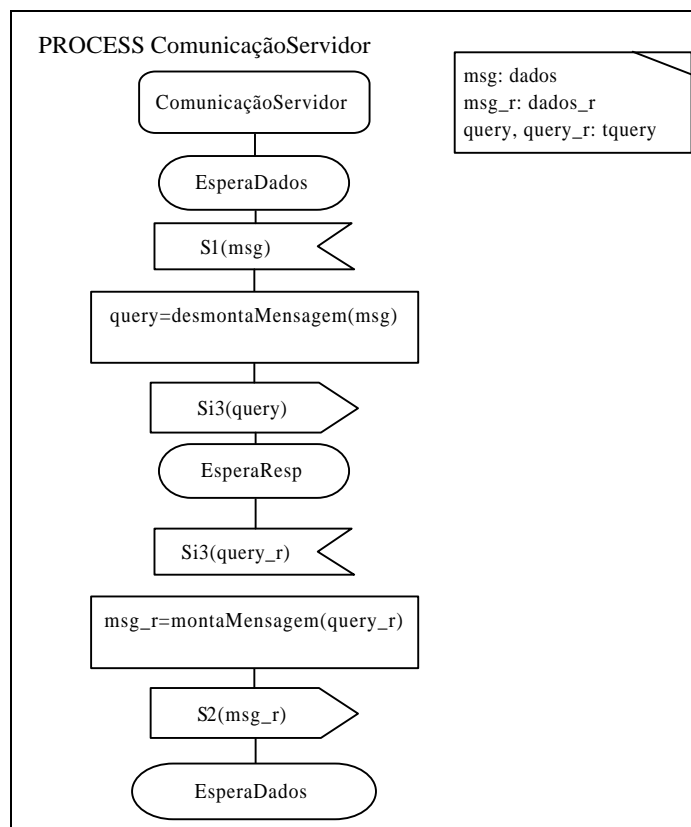 PROCESS ComunicaçãoServidor
msg: dados
msg_r: dados_r
query, query_r: tquery
ComunicaçãoServidor
EsperaDados
S1(msg)
query=desmontaMensagem(msg)
Si3(query)
EsperaResp
Si3(query_r)
msg_r=montaMensagem(query_r)
S2(msg_r)
EsperaDados